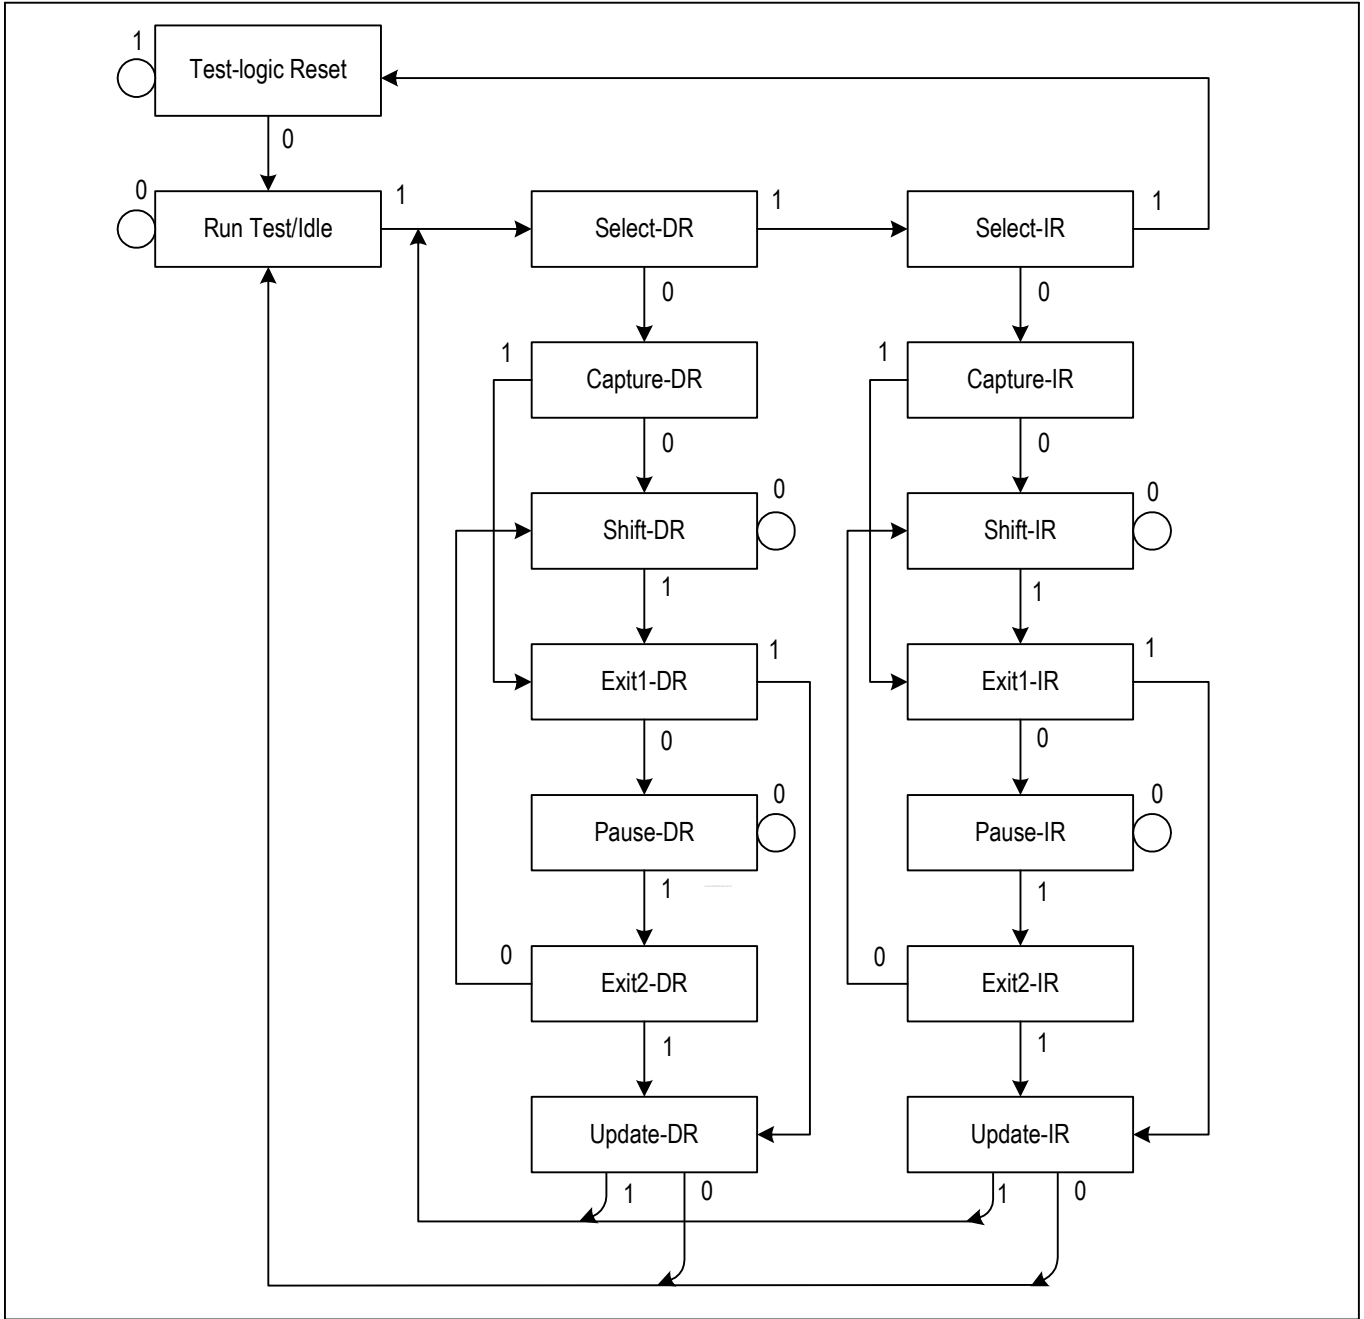 1
Test-logic Reset
0
0
Run Test/Idle
1
Select-DR
1
Select-IR
1
0
0
1
Capture-DR
1
Capture-IR
0
0
0
0
Shift-DR
Shift-IR
1
1
Exit1-DR
1
Exit1-IR
1
0
0
0
0
Pause-DR
Pause-IR
1
1
0
Exit2-DR
0
Exit2-IR
1
1
Update-DR
Update-IR
1
0
1
0